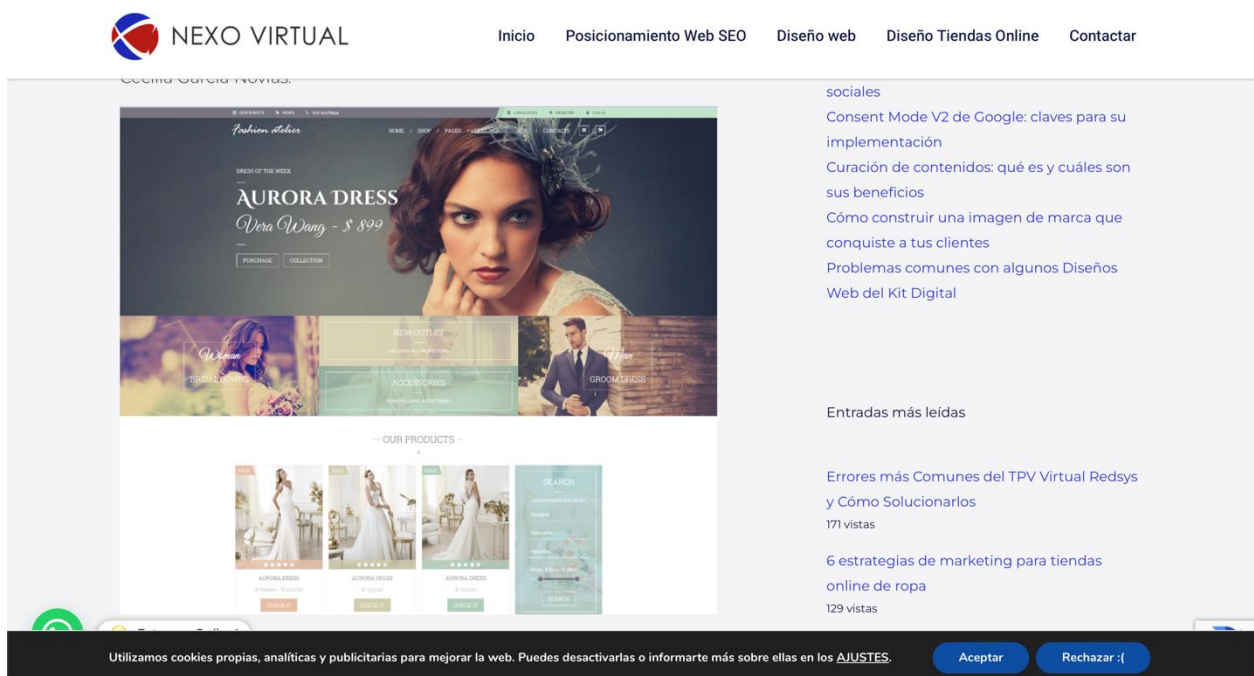 NEXO VIRTUAL
Inicio
Posicionamiento Web SEO
Diseño web
Diseño Tiendas Online
Contactar
Cecilia García Novias.
OUR EVENTS
Fashion atelier
HOME / SHOP / PAGES
BLOG / CONTACTS
DRESS OF THE WEEK
AURORA DRESS
Vera Wang - $ 899
PURCHASE
COLLECTION
Woman
BRIDAL GOWNS
NEW OUTLET
ACCESSORIES
Man
GROOM DRESS
— OUR PRODUCTS —
SALE
AURORA DRESS
CHECK IT
SALE
AURORA DRESS
CHECK IT
SALE
AURORA DRESS
CHECK IT
SEARCH
SEARCH
sociales
Consent Mode V2 de Google: claves para su
implementación
Curación de contenidos: qué es y cuáles son
sus beneficios
Cómo construir una imagen de marca que
conquiste a tus clientes
Problemas comunes con algunos Diseños
Web del Kit Digital
Entradas más leídas
Errores más Comunes del TPV Virtual Redsys
y Cómo Solucionarlos
171 vistas
6 estrategias de marketing para tiendas
online de ropa
129 vistas
Utilizamos cookies propias, analíticas y publicitarias para mejorar la web. Puedes desactivarlas o informarte más sobre ellas en los AJUSTES.
Aceptar
Rechazar :(